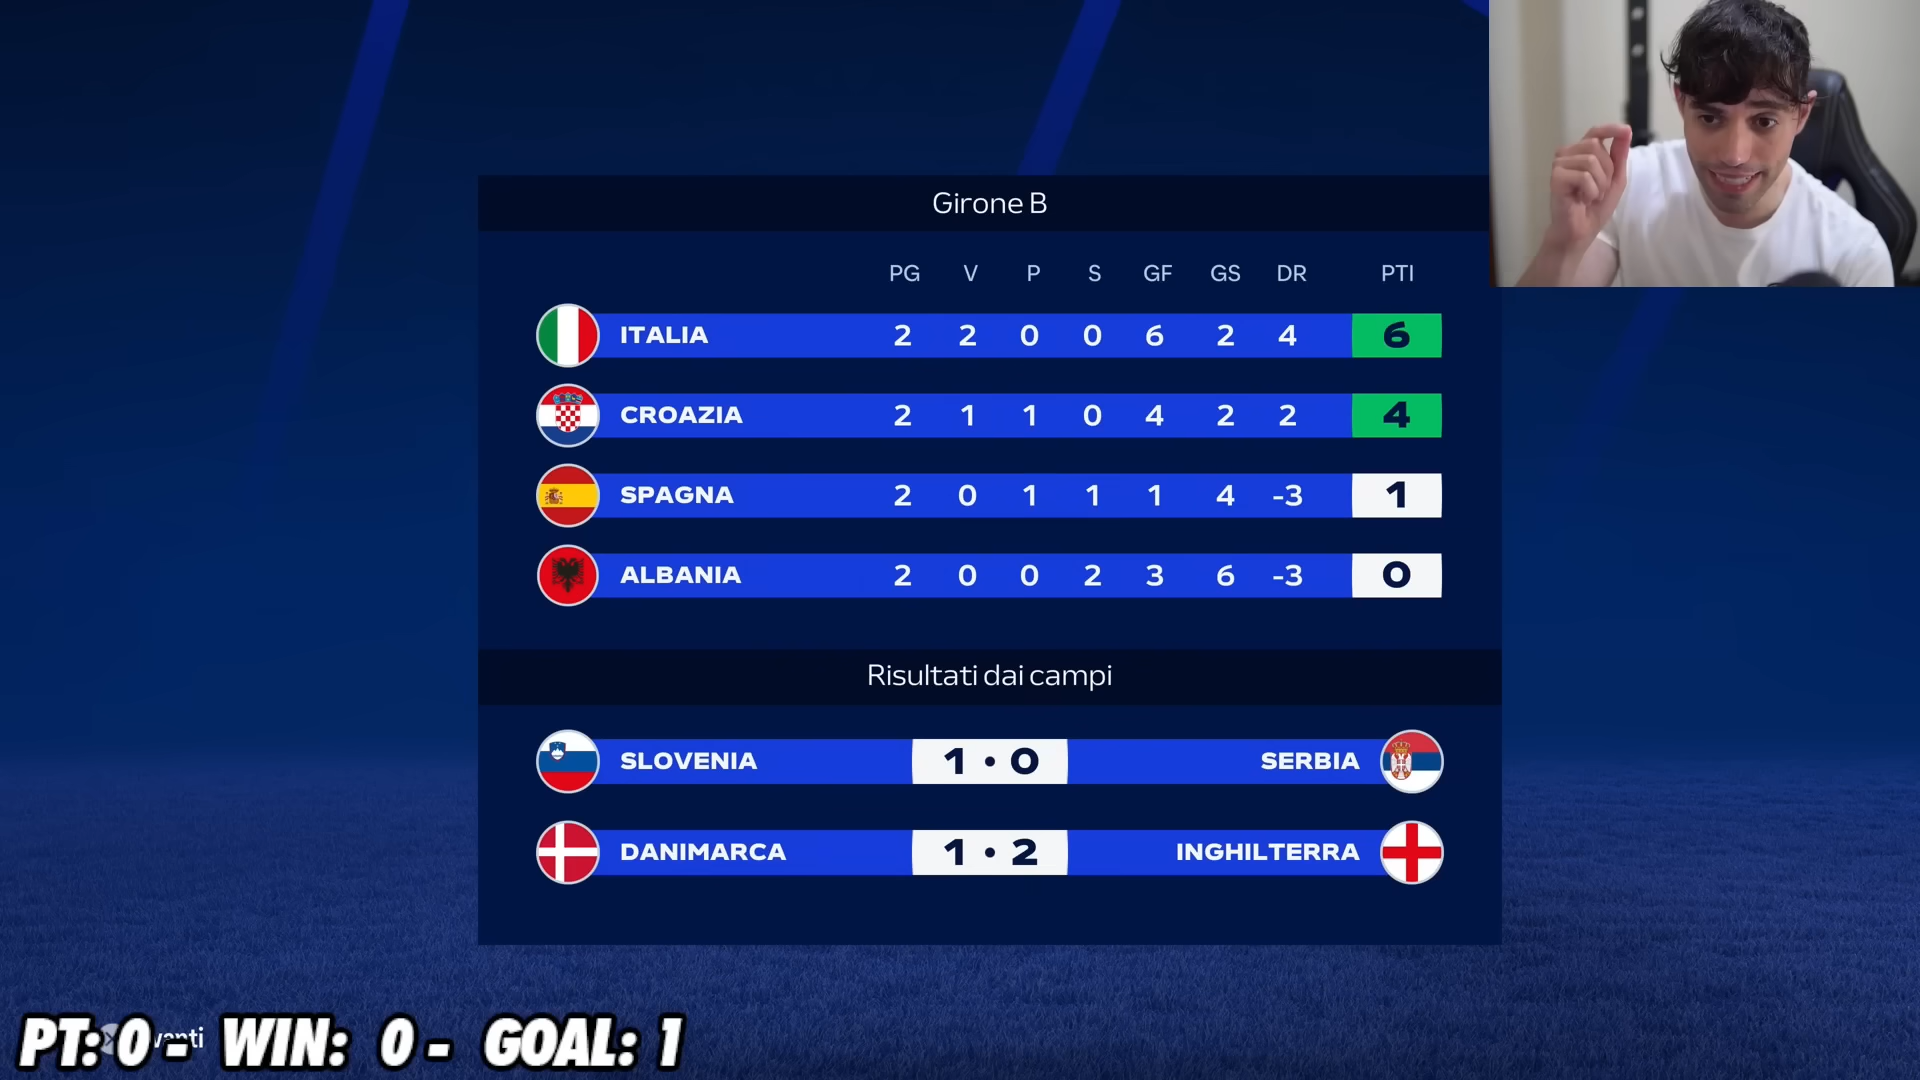 Girone B
PG V P S GF GS DR PTI
ITALIA 2 2 0 0 6 2 4 6
CROAZIA 2 1 1 0 4 2 2 4
SPAGNA 2 0 1 1 1 4 -3 1
ALBANIA 2 0 0 2 3 6 -3 0
Risultati dai campi
SLOVENIA 1 • 0 SERBIA
DANIMARCA 1 • 2 INGHILTERRA
PT: 0 - WIN: 0 - GOAL: 1